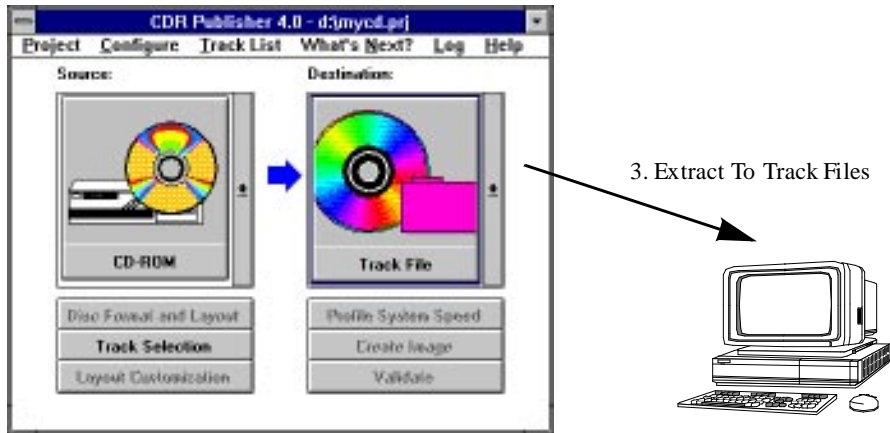 CDR Publisher 4.0 - d:\mycd.prj
Project Configure Track List What's Next? Log Help
Source: Destination:
CD-ROM Track File
Disc Format and Layout Profile System Speed
Track Selection Create Image
Layout Customization Validate
3. Extract To Track Files